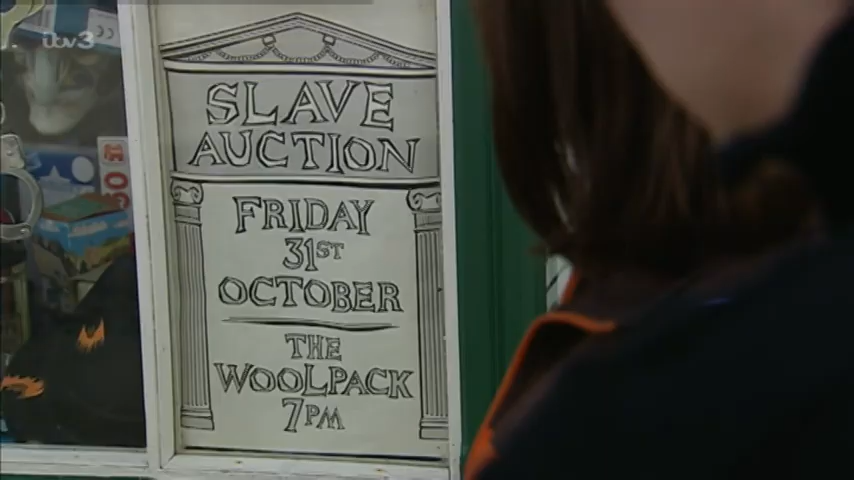 itv3
SLAVE
AUCTION
FRIDAY
31ST
OCTOBER
THE
WOOLPACK
7PM